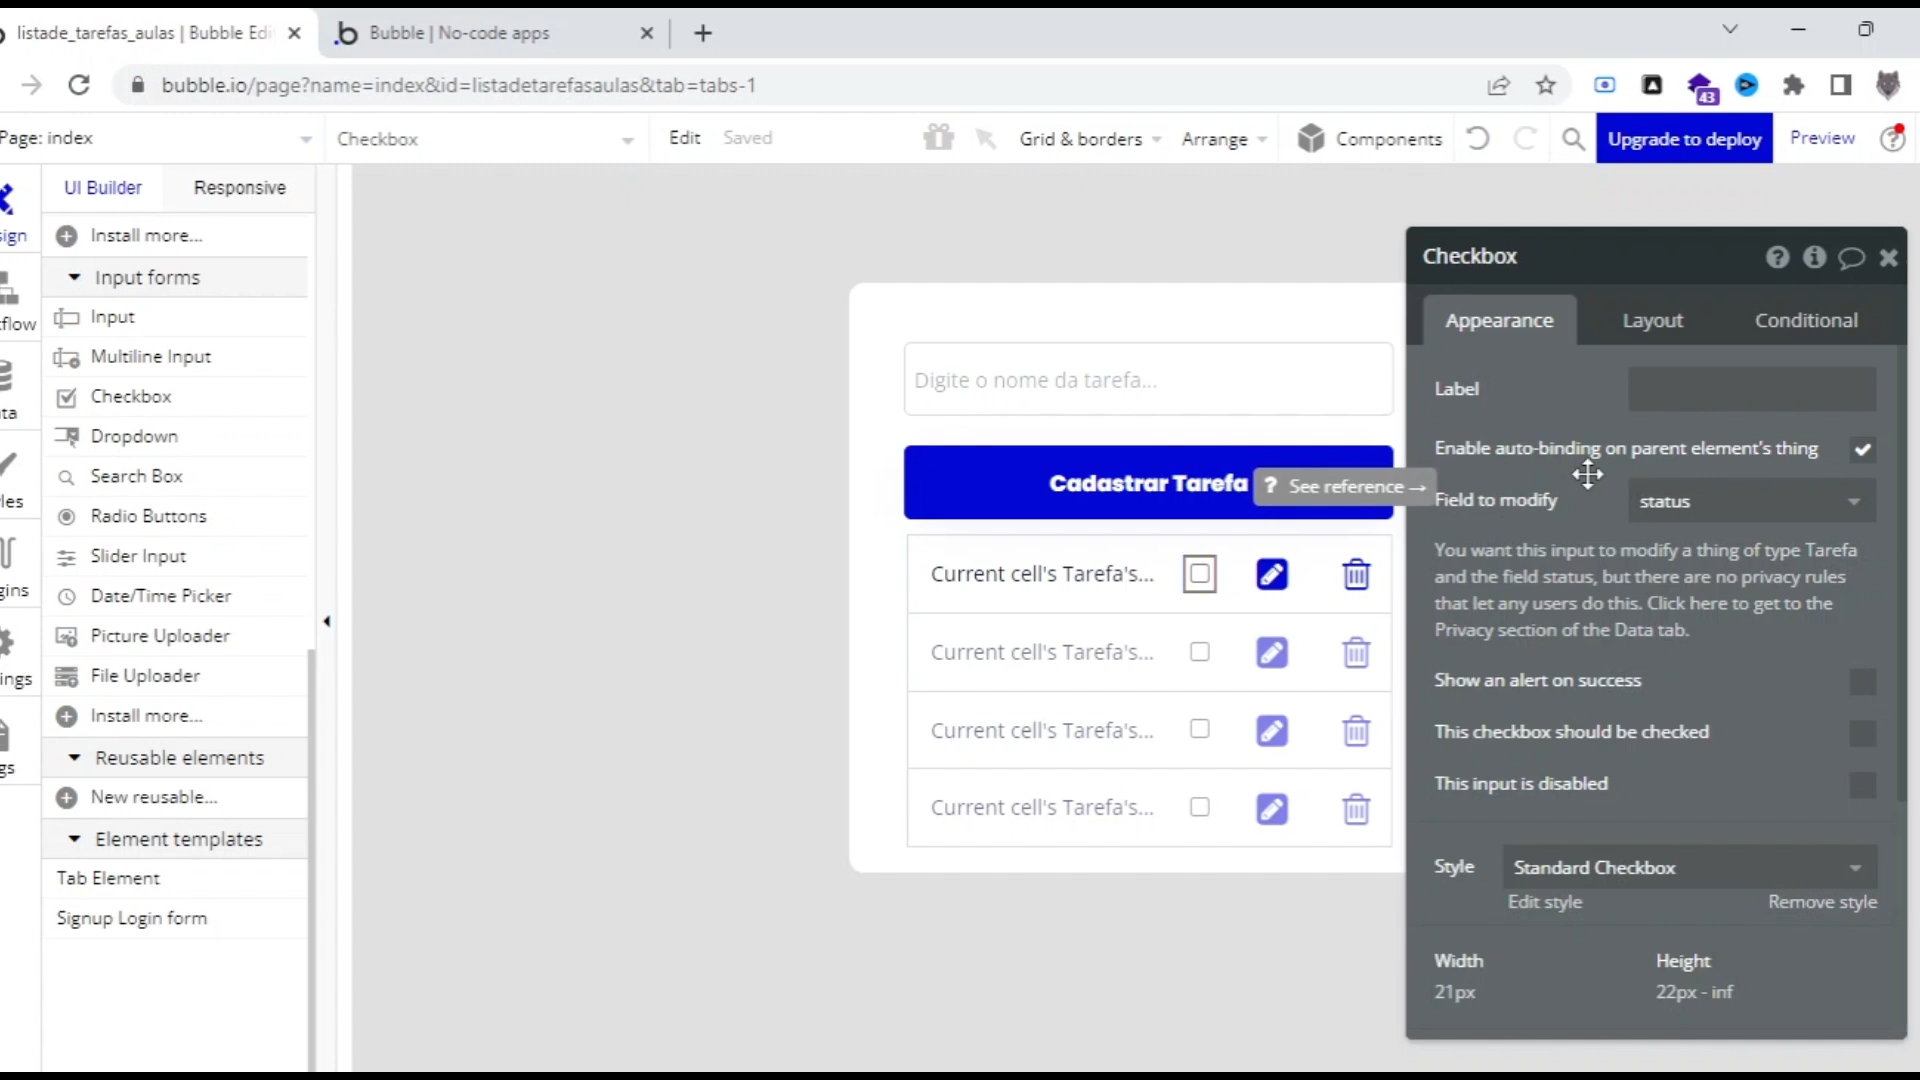 listade_tarefas_aulas | Bubble Edi
Bubble | No-code apps
bubble.io/page?name=index&id=listadetarefasaulas&tab=tabs-1
43
Page: index
Checkbox
Edit
Saved
Grid & borders
Arrange
Components
Upgrade to deploy
Preview
UI Builder
Responsive
Install more...
Input forms
Input
Multiline Input
Checkbox
Dropdown
Search Box
Radio Buttons
Slider Input
Date/Time Picker
Picture Uploader
File Uploader
Install more...
Reusable elements
New reusable...
Element templates
Tab Element
Signup Login form
sign
flow
ta
les
gins
ings
gs
Digite o nome da tarefa...
Cadastrar Tarefa
? See reference →
Current cell's Tarefa's...
Current cell's Tarefa's...
Current cell's Tarefa's...
Current cell's Tarefa's...
Checkbox
Appearance
Layout
Conditional
Label
Enable auto-binding on parent element's thing
Field to modify
status
You want this input to modify a thing of type Tarefa
and the field status, but there are no privacy rules
that let any users do this. Click here to get to the
Privacy section of the Data tab.
Show an alert on success
This checkbox should be checked
This input is disabled
Style
Standard Checkbox
Edit style
Remove style
Width
Height
21px
22px - inf